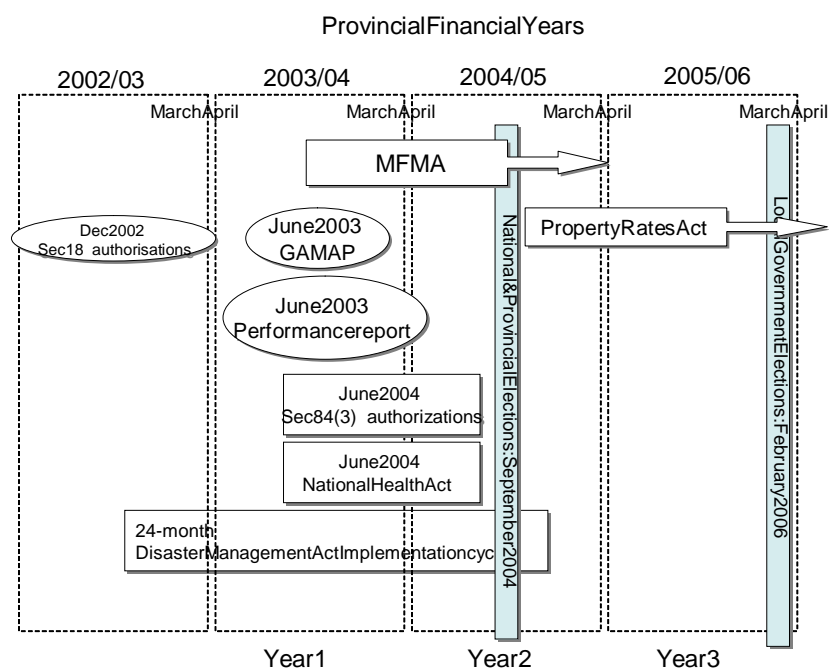 ProvincialFinancialYears
2002/03
2003/04
2004/05
2005/06
MarchApril
MarchApril
MarchApril
MarchApril
MFMA
Dec2002
Sec18 authorisations
June2003
GAMAP
PropertyRatesAct
June2003
Performancereport
June2004
Sec84(3) authorizations
June2004
NationalHealthAct
24-month
DisasterManagementActImplementationcyc
National&ProvincialElections:September2004
LocalGovernmentElections:February2006
Year1
Year2
Year3